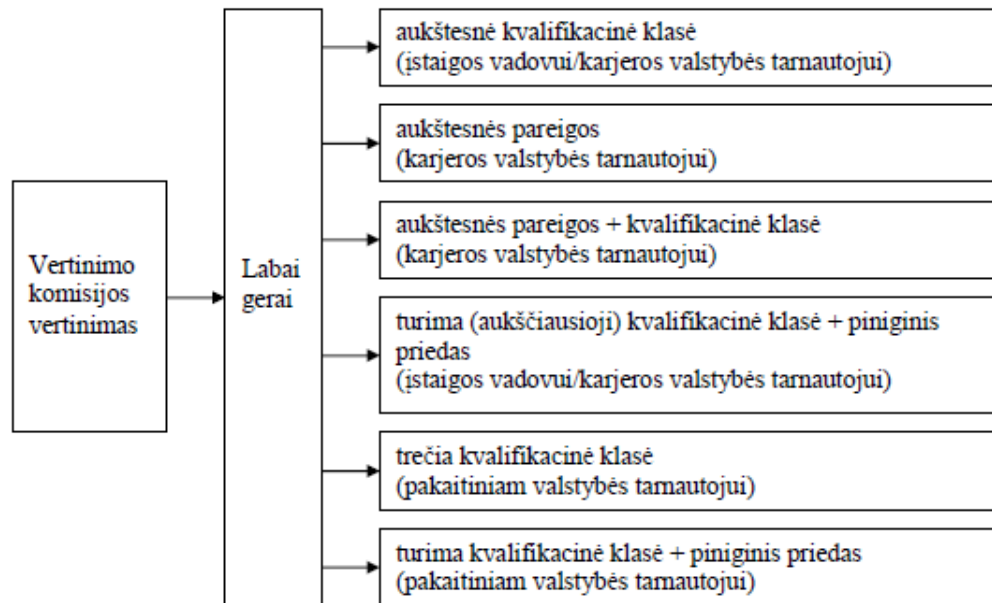 Vertinimo
komisijos
vertinimas
Labai
gerai
aukštesnė kvalifikacinė klasė
(įstaigos vadovui/karjeros valstybės tarnautojui)
aukštesnės pareigos
(karjeros valstybės tarnautojui)
aukštesnės pareigos + kvalifikacinė klasė
(karjeros valstybės tarnautojui)
turima (aukščiausioji) kvalifikacinė klasė + piniginis
priedas
(įstaigos vadovui/karjeros valstybės tarnautojui)
trečia kvalifikacinė klasė
(pakaitiniam valstybės tarnautojui)
turima kvalifikacinė klasė + piniginis priedas
(pakaitiniam valstybės tarnautojui)